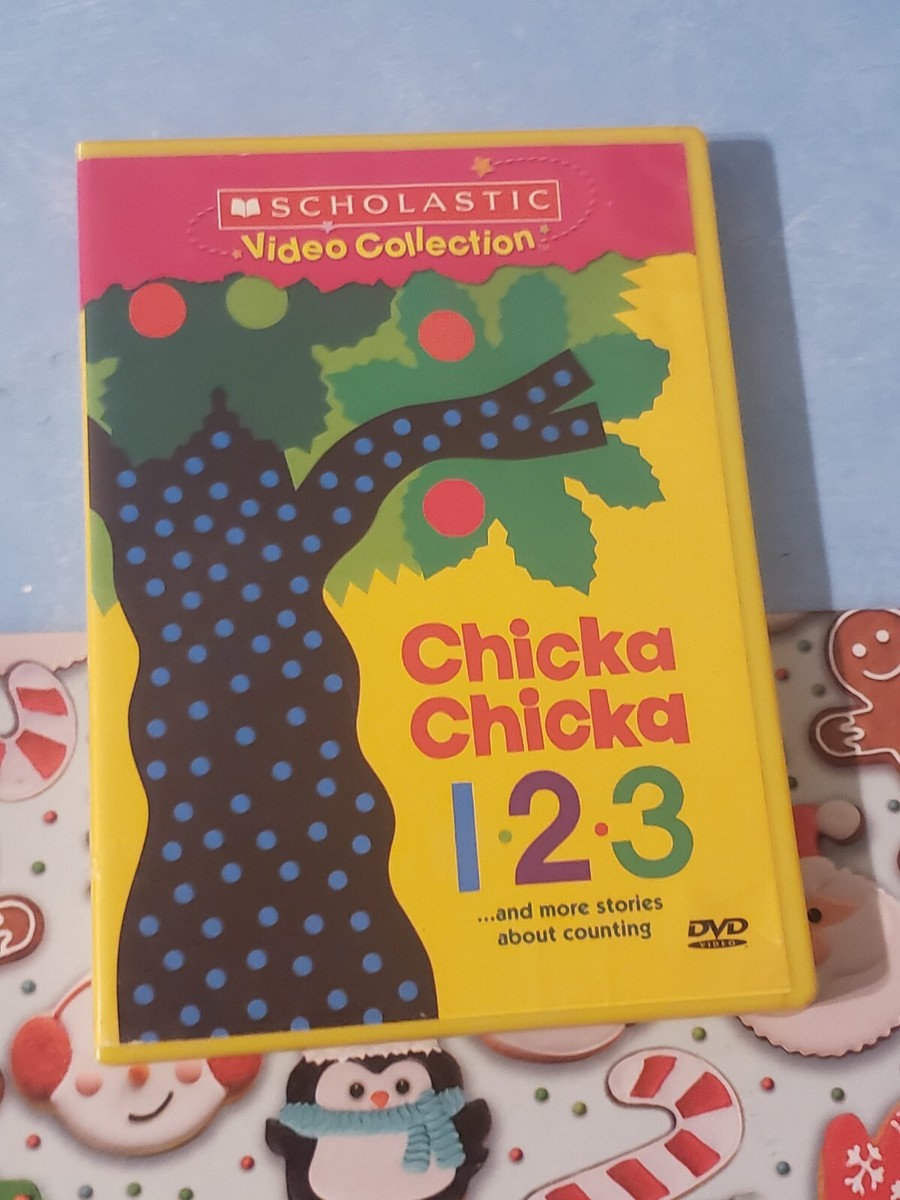 SCHOLASTIC
Video Collection
Chicka
Chicka
1·2·3
...and more stories
about counting
DVD
VIDEO